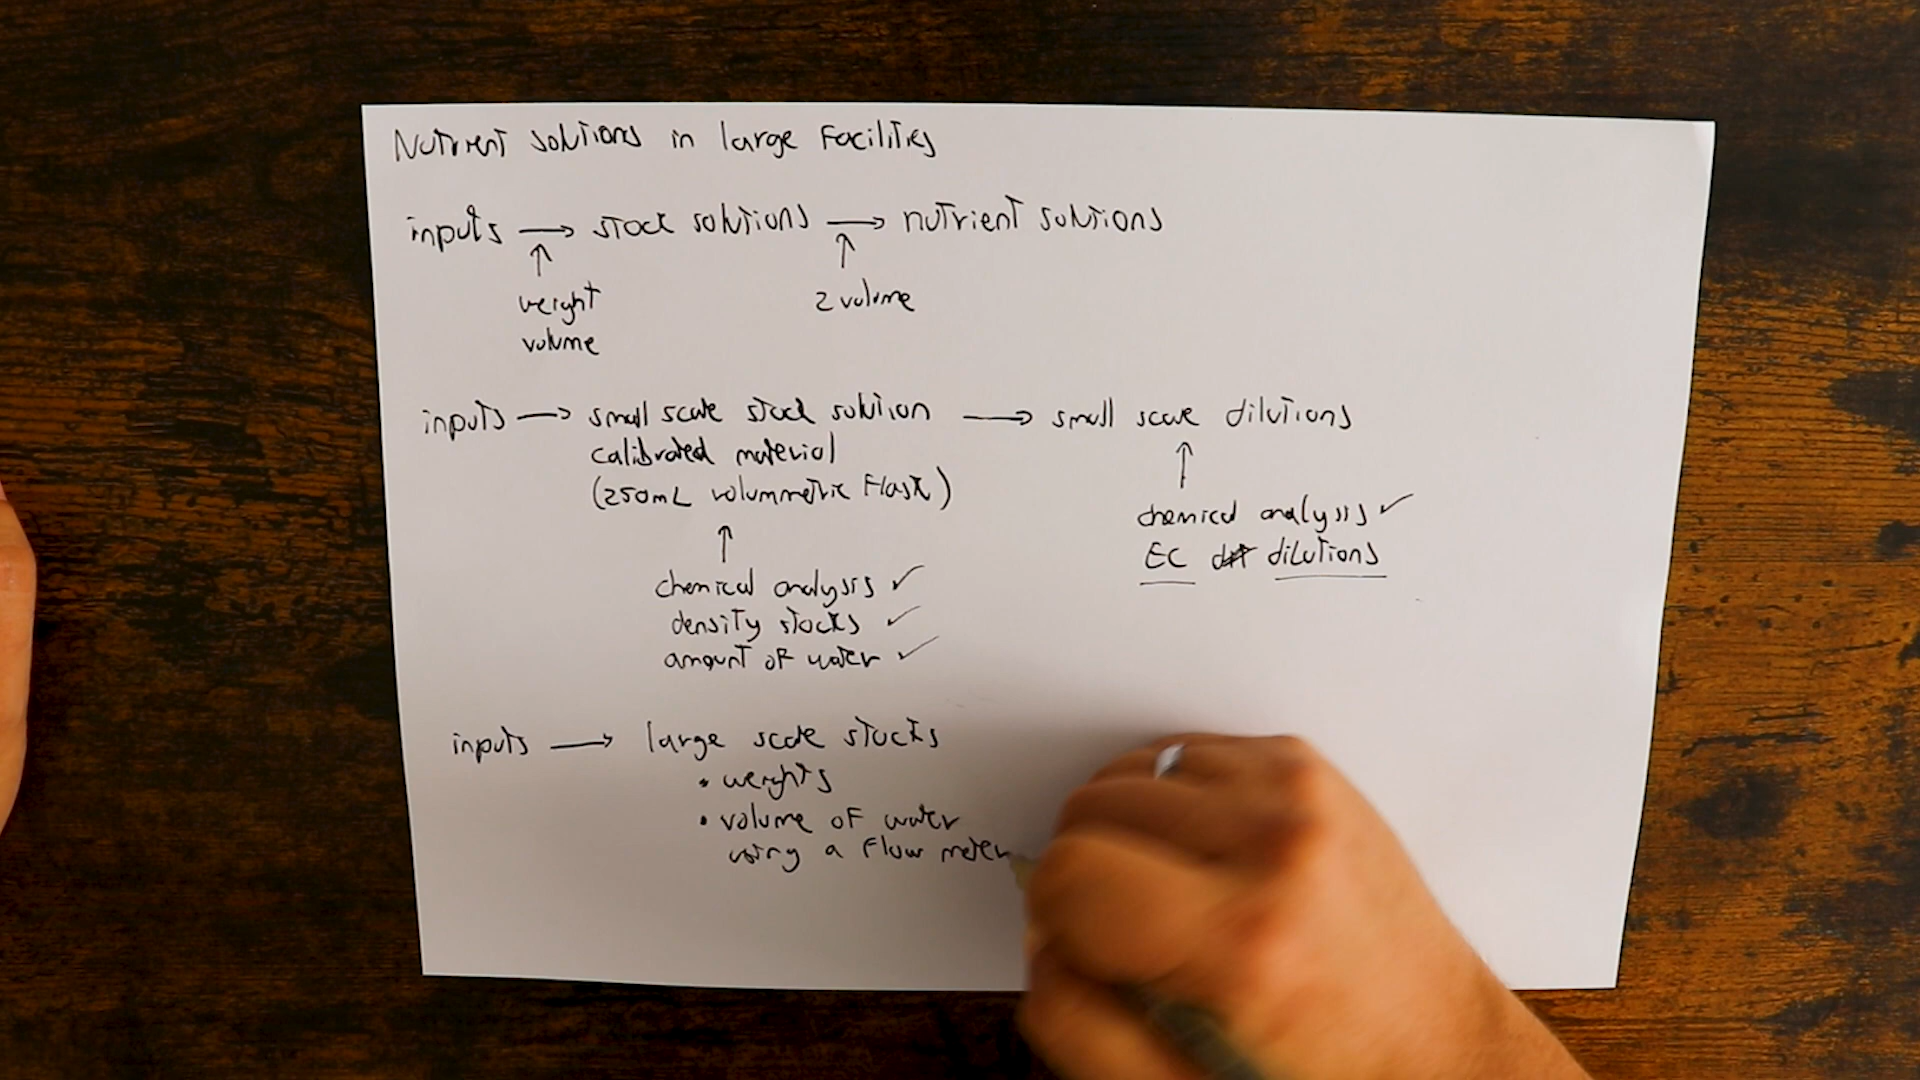 Nutrient solutions in large Facilities
inputs → stock solutions → nutrient solutions
↑ ↑
weight 2 volume
volume
inputs → small scale stock solution → small scale dilutions
calibrated material
(250mL volummetric Flask)
↑
chemical analysis ✓
EC dilutions
↑
chemical analysis ✓
density stocks ✓
amount of water ✓
inputs → large scale stocks
• weights
• volume of water
using a Flow meter